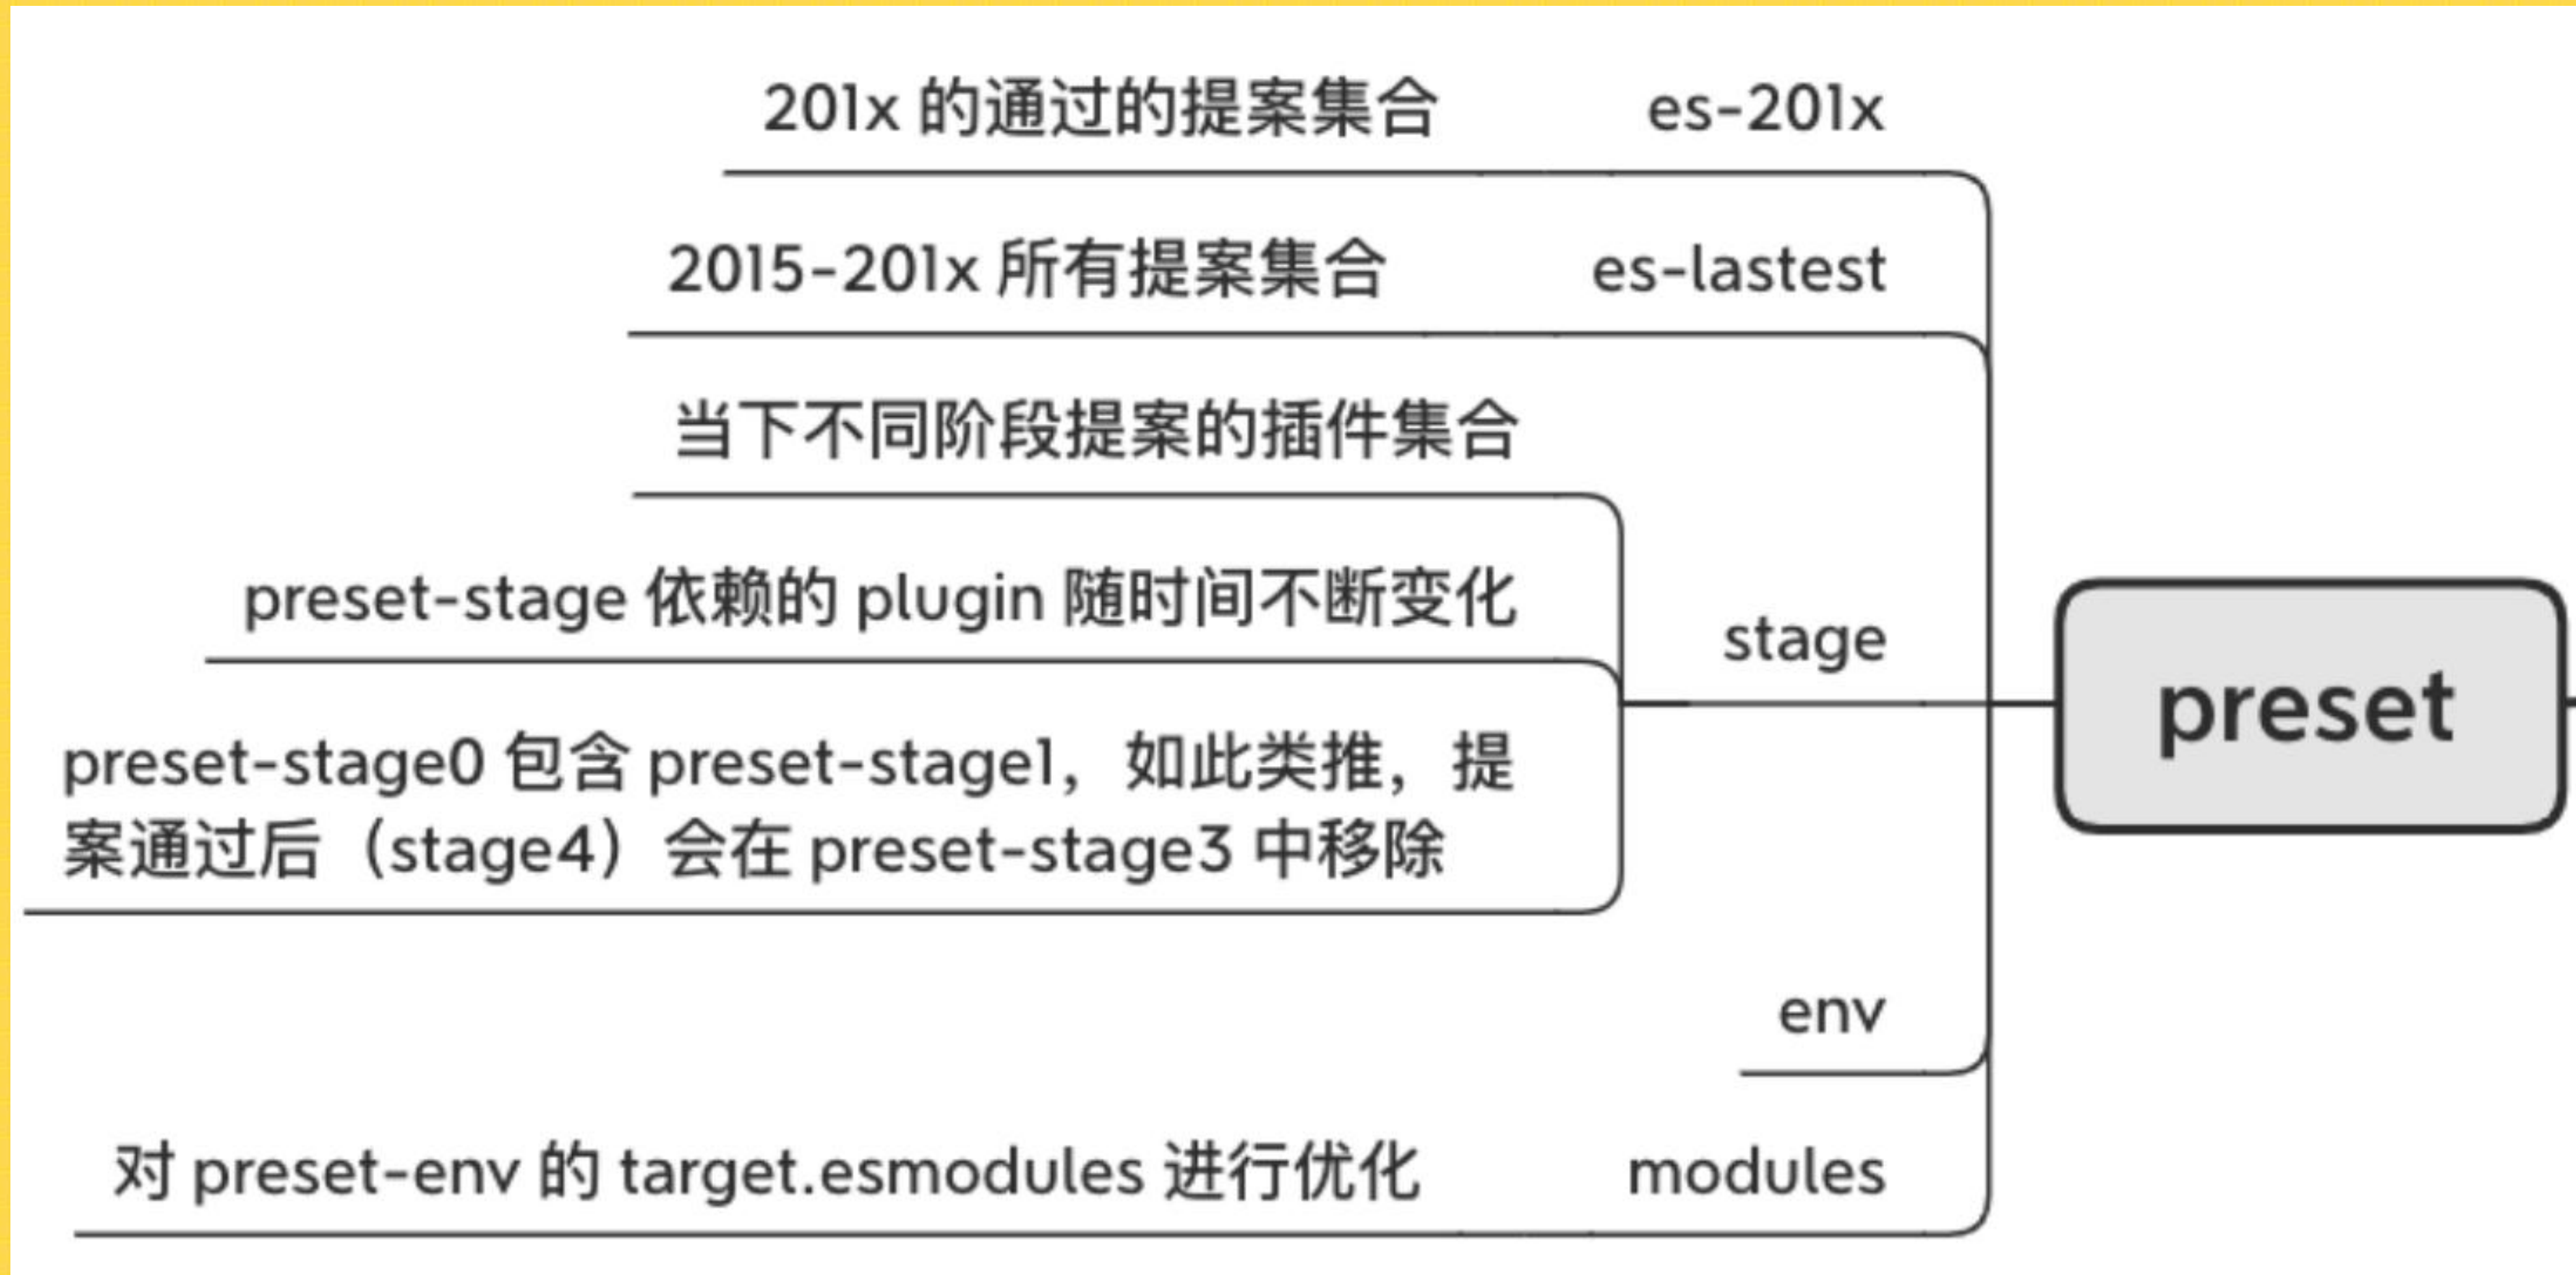 201x 的通过的提案集合 es-201x
2015-201x 所有提案集合 es-lastest
当下不同阶段提案的插件集合
preset-stage 依赖的 plugin 随时间不断变化
stage
preset
preset-stage0 包含 preset-stage1，如此类推，提
案通过后（stage4）会在 preset-stage3 中移除
env
对 preset-env 的 target.esmodules 进行优化 modules